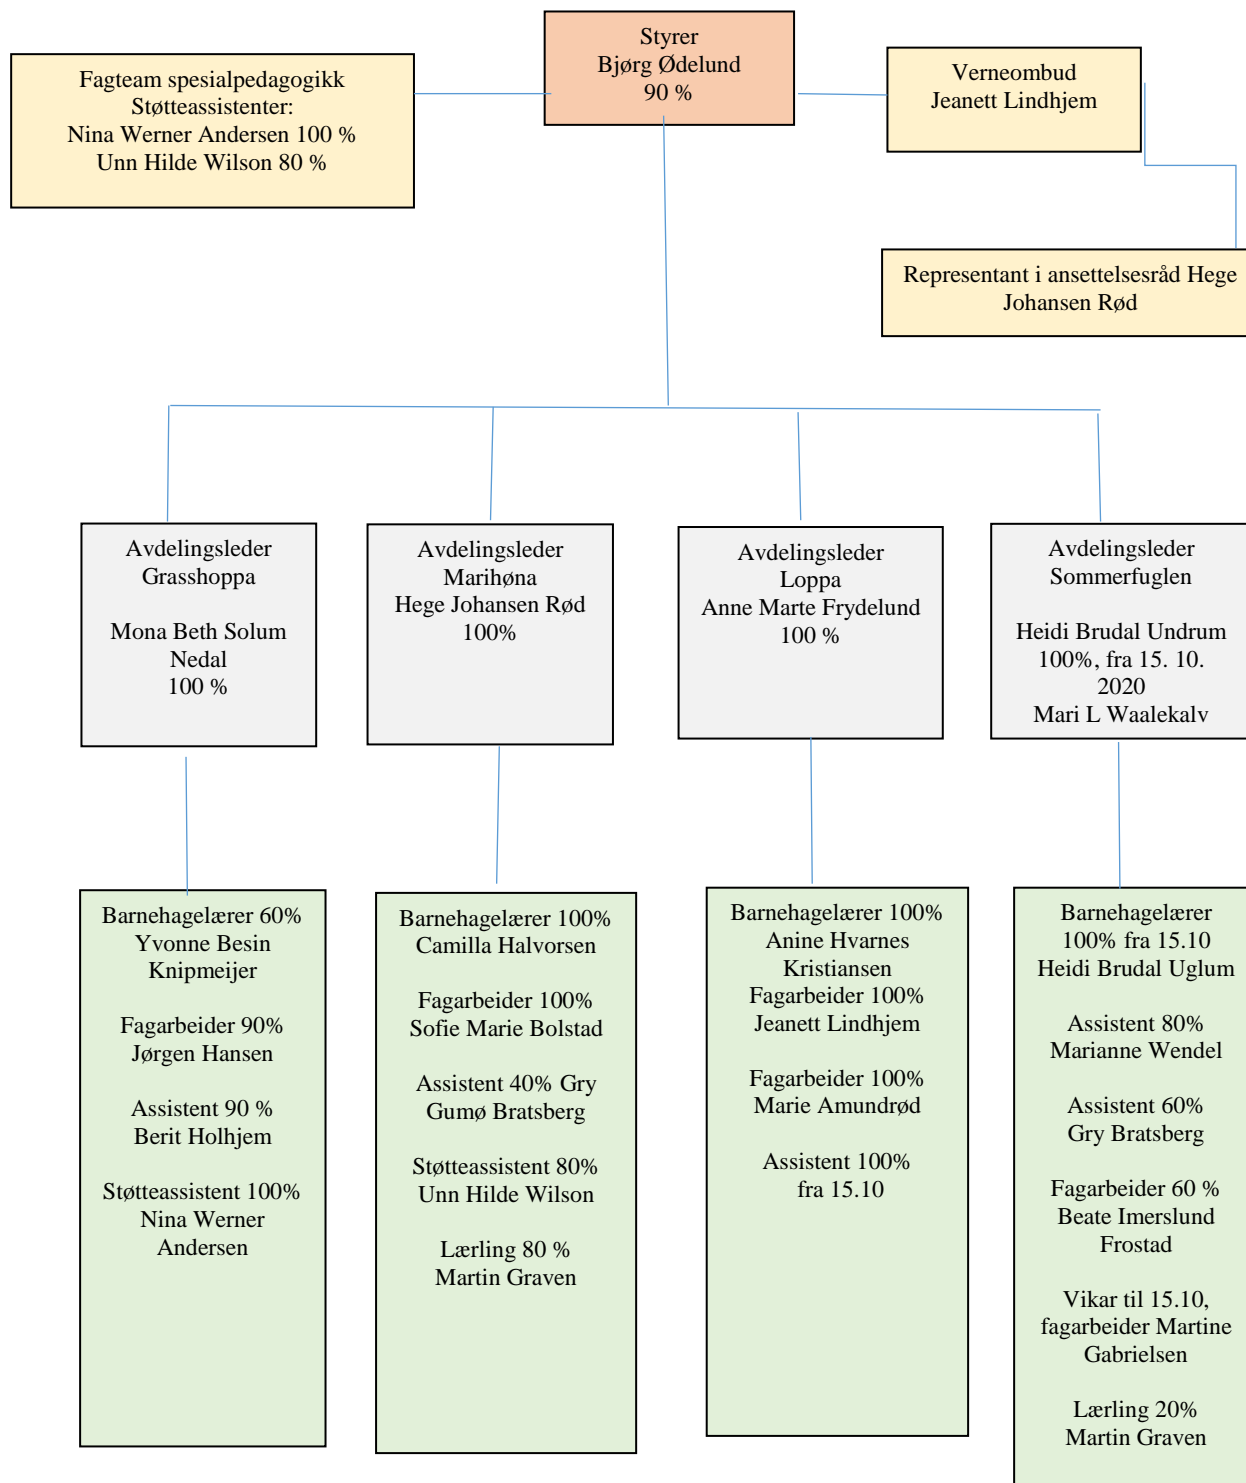 Styrer
Bjørg Ødelund
90 %
Fagteam spesialpedagogikk
Støtteassistenter:
Nina Werner Andersen 100 %
Unn Hilde Wilson 80 %
Verneombud
Jeanett Lindhjem
Representant i ansettelsesråd Hege
Johansen Rød
Avdelingsleder
Grasshoppa
Mona Beth Solum
Nedal
100 %
Avdelingsleder
Marihøna
Hege Johansen Rød
100%
Avdelingsleder
Loppa
Anne Marte Frydelund
100 %
Avdelingsleder
Sommerfuglen
Heidi Brudal Undrum
100%, fra 15. 10.
2020
Mari L Waalekalv
Barnehagelærer 60%
Yvonne Besin
Knipmeijer
Fagarbeider 90%
Jørgen Hansen
Assistent 90 %
Berit Holhjem
Støtteassistent 100%
Nina Werner
Andersen
Barnehagelærer 100%
Camilla Halvorsen
Fagarbeider 100%
Sofie Marie Bolstad
Assistent 40% Gry
Gumø Bratsberg
Støtteassistent 80%
Unn Hilde Wilson
Lærling 80 %
Martin Graven
Barnehagelærer 100%
Anine Hvarnes
Kristiansen
Fagarbeider 100%
Jeanett Lindhjem
Fagarbeider 100%
Marie Amundrød
Assistent 100%
fra 15.10
Barnehagelærer
100% fra 15.10
Heidi Brudal Uglum
Assistent 80%
Marianne Wendel
Assistent 60%
Gry Bratsberg
Fagarbeider 60 %
Beate Imerslund
Frostad
Vikar til 15.10,
fagarbeider Martine
Gabrielsen
Lærling 20%
Martin Graven